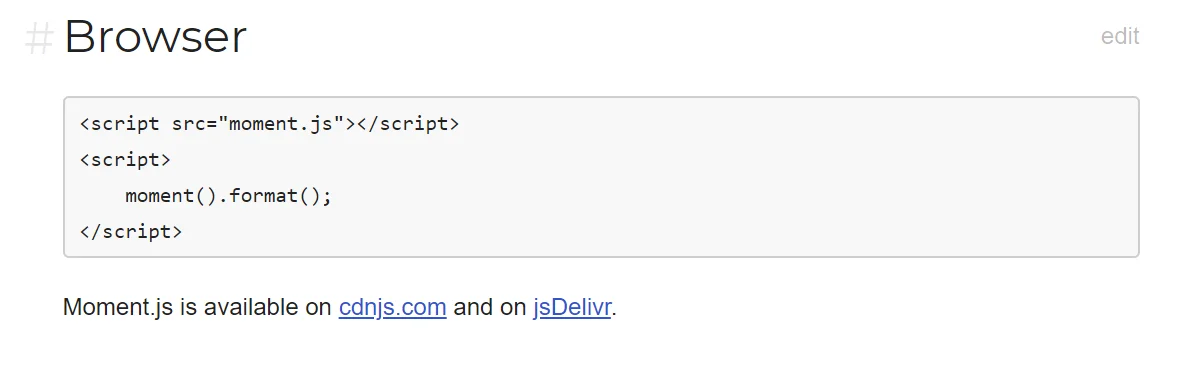 # Browser
edit
<script src="moment.js"></script>
<script>
    moment().format();
</script>
Moment.js is available on cdnjs.com and on jsDelivr.